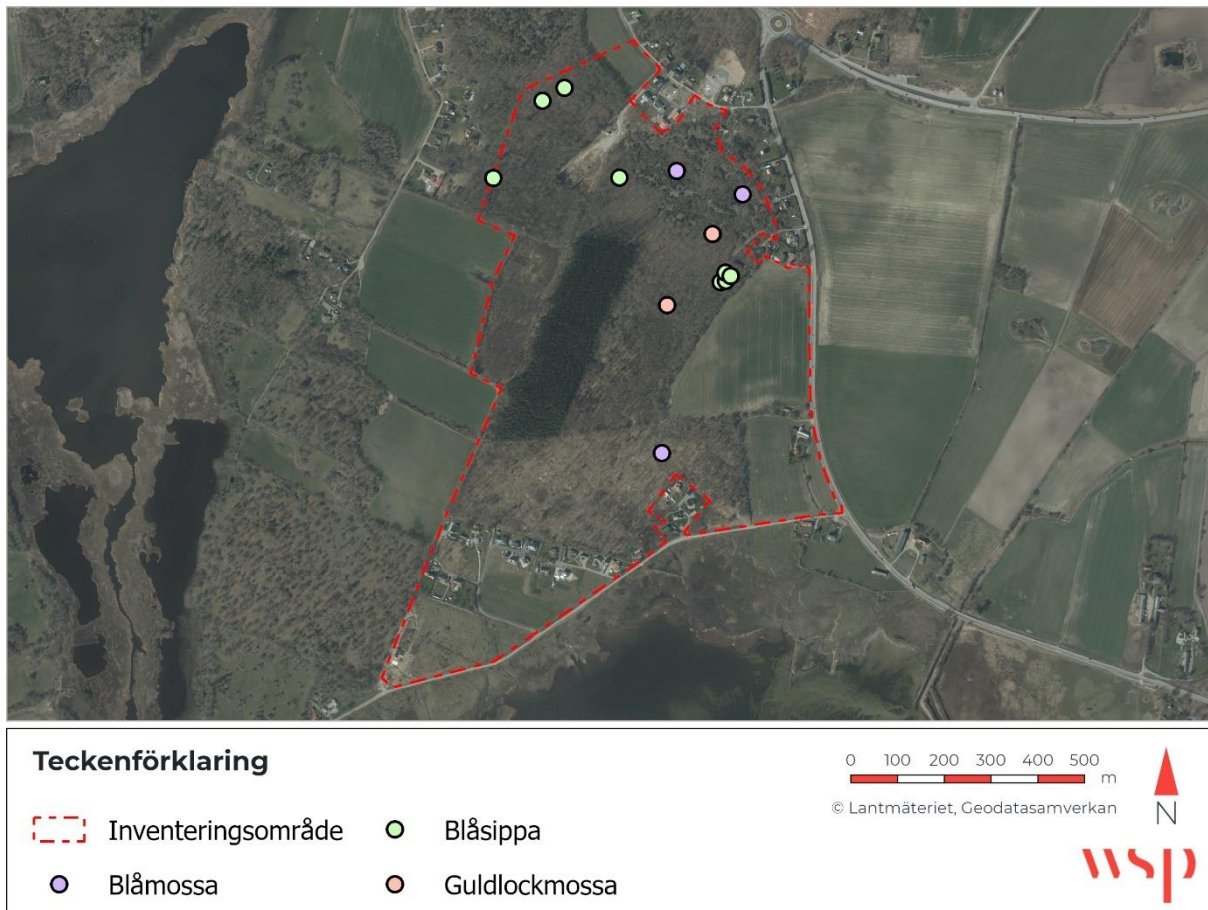 Teckenförklaring
Inventeringsområde
Blåsippa
Blåmossa
Guldlockmossa
0 100 200 300 400 500
m
© Lantmäteriet, Geodatasamverkan
N
wsp